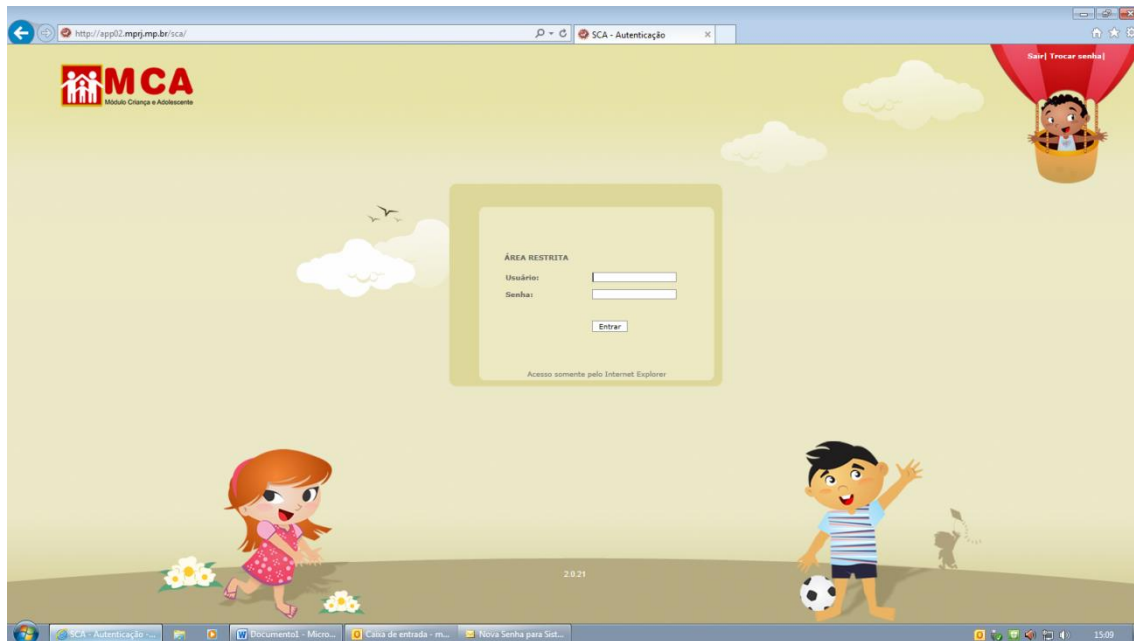 http://app02.mprj.mp.br/sca/
SCA - Autenticação
Sair| Trocar senha|
MCA
Módulo Criança e Adolescente
ÁREA RESTRITA
Usuário:
Senha:
Entrar
Acesso somente pelo Internet Explorer
2.0.21
SCA - Autenticação -...
Documento1 - Micro...
Caixa de entrada - m...
Nova Senha para Sist...
15:09